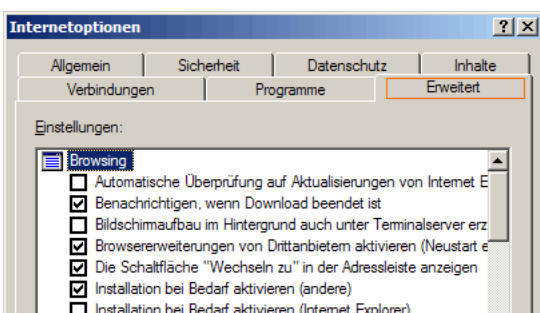 Internetoptionen
Allgemein Sicherheit Datenschutz Inhalte
Verbindungen Programme Erweitert
Einstellungen:
Browsing
Automatische Überprüfung auf Aktualisierungen von Internet E
Benachrichtigen, wenn Download beendet ist
Bildschirmaufbau im Hintergrund auch unter Terminalserver erz
Browsererweiterungen von Drittanbietern aktivieren (Neustart e
Die Schaltfläche "Wechseln zu" in der Adressleiste anzeigen
Installation bei Bedarf aktivieren (andere)
Installation bei Bedarf aktivieren (Internet Explorer)